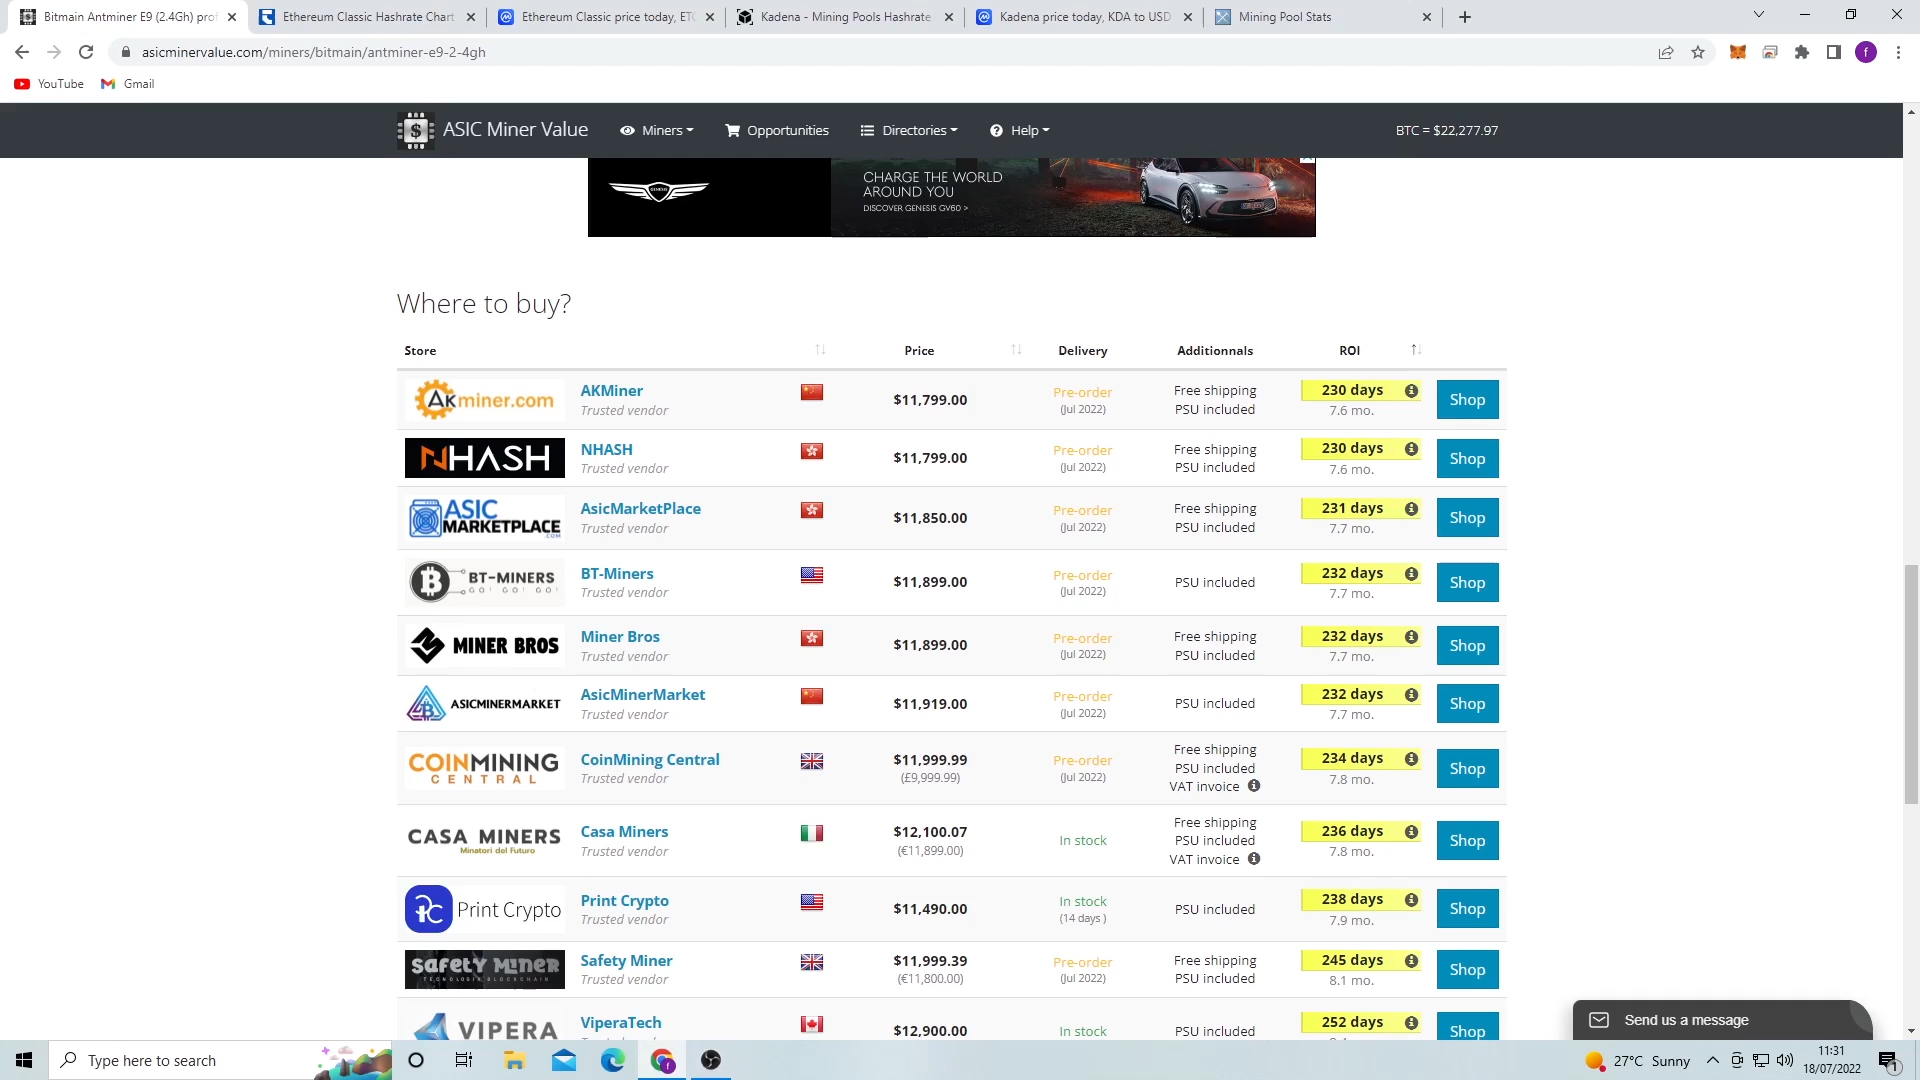 Bitmain Antminer E9 (2.4Gh) prof
Ethereum Classic Hashrate Chart
Ethereum Classic price today, ETC
Kadena - Mining Pools Hashrate
Kadena price today, KDA to USD
Mining Pool Stats
asicminervalue.com/miners/bitmain/antminer-e9-2-4gh
f
YouTube
Gmail
ASIC Miner Value
Miners
Opportunities
Directories
Help
BTC = $22,277.97
GENESIS
CHARGE THE WORLD
AROUND YOU
DISCOVER GENESIS GV60 >
Where to buy?
Store Price Delivery Additionnals ROI
AKminer.com AKMiner Trusted vendor $11,799.00 Pre-order (Jul 2022) Free shipping PSU included 230 days 7.6 mo. Shop
NHASH NHASH Trusted vendor $11,799.00 Pre-order (Jul 2022) Free shipping PSU included 230 days 7.6 mo. Shop
ASIC MARKETPLACE .COM AsicMarketPlace Trusted vendor $11,850.00 Pre-order (Jul 2022) Free shipping PSU included 231 days 7.7 mo. Shop
BT-MINERS GO! GO! GO! BT-Miners Trusted vendor $11,899.00 Pre-order (Jul 2022) PSU included 232 days 7.7 mo. Shop
MINER BROS Miner Bros Trusted vendor $11,899.00 Pre-order (Jul 2022) Free shipping PSU included 232 days 7.7 mo. Shop
ASICMINERMARKET AsicMinerMarket Trusted vendor $11,919.00 Pre-order (Jul 2022) PSU included 232 days 7.7 mo. Shop
COINMINING CENTRAL CoinMining Central Trusted vendor $11,999.99 (£9,999.99) Pre-order (Jul 2022) Free shipping PSU included VAT invoice 234 days 7.8 mo. Shop
CASA MINERS Minatori del Futuro Casa Miners Trusted vendor $12,100.07 (€11,899.00) In stock Free shipping PSU included VAT invoice 236 days 7.8 mo. Shop
Print Crypto Print Crypto Trusted vendor $11,490.00 In stock (14 days ) PSU included 238 days 7.9 mo. Shop
SAFETY MINER TECNOLOGIA BLOCKCHAIN Safety Miner Trusted vendor $11,999.39 (€11,800.00) Pre-order (Jul 2022) Free shipping PSU included 245 days 8.1 mo. Shop
VIPERA ViperaTech $12,900.00 In stock PSU included 252 days Shop
Send us a message
Type here to search
27°C Sunny
11:31
18/07/2022
1